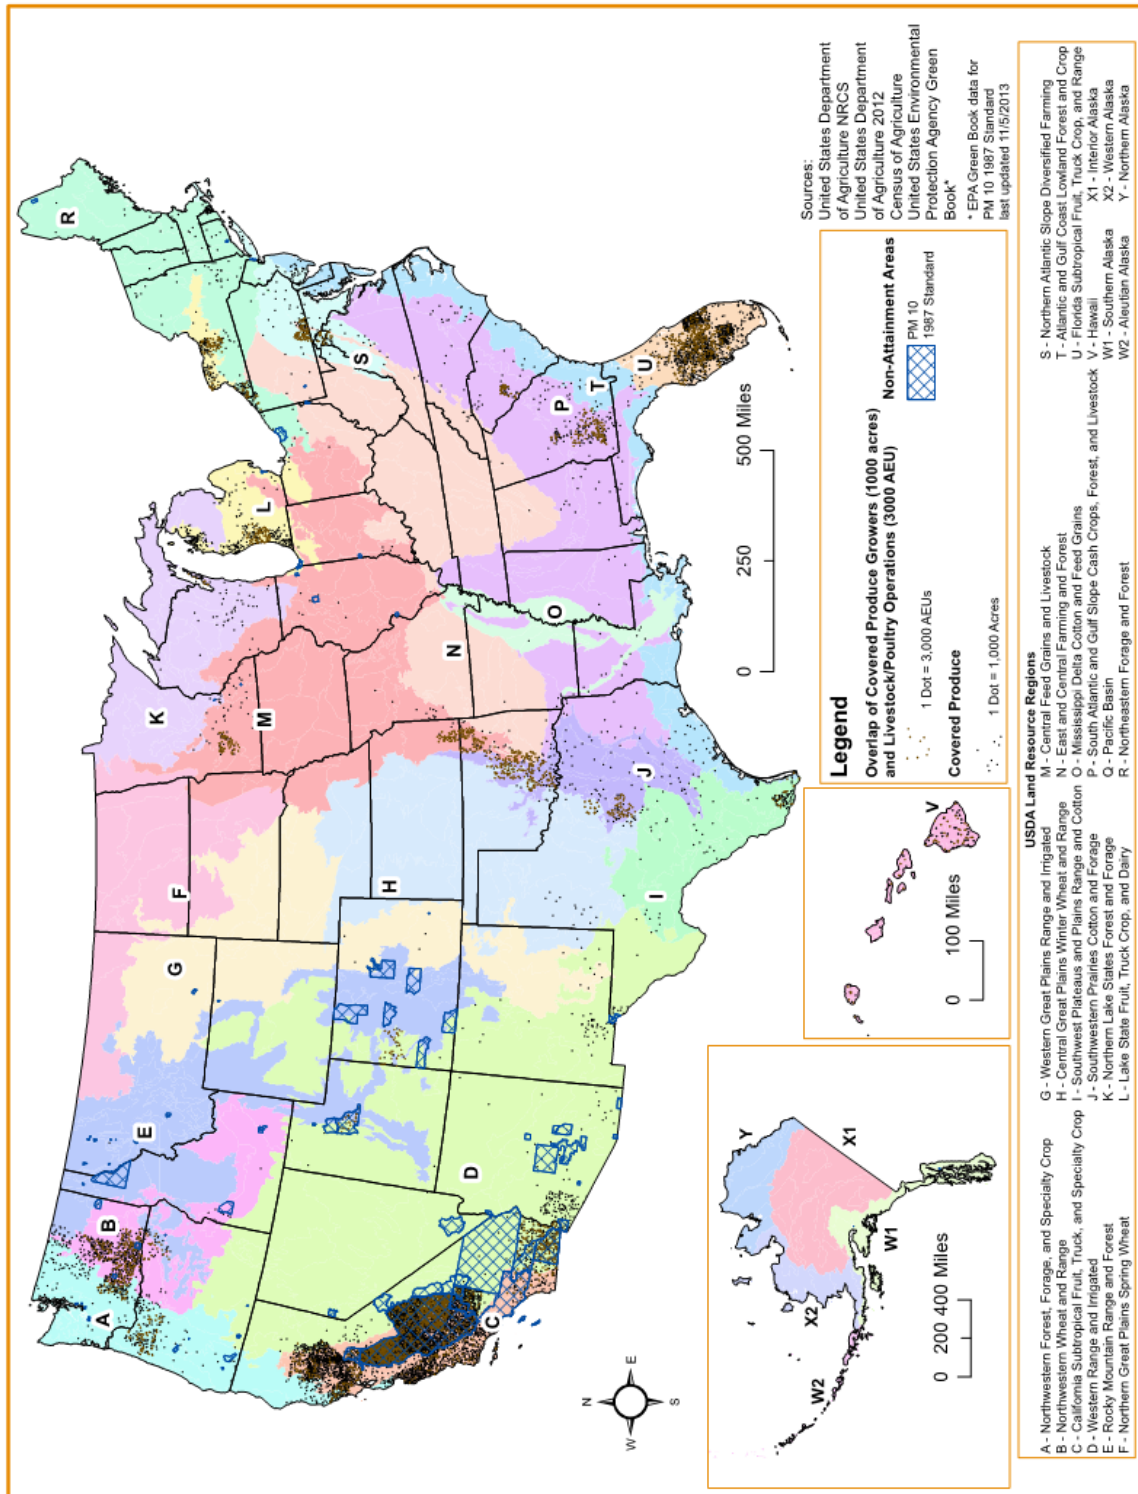 R
K
L
F
G
E
B
A
M
S
H
N
P
T
U
O
D
C
J
I
N
W
E
S
0
250
500 Miles
Sources:
United States Department
of Agriculture NRCS
United States Department
of Agriculture 2012
Census of Agriculture
United States Environmental
Protection Agency Green
Book*
* EPA Green Book data for
PM 10 1987 Standard
last updated 11/5/2013
Legend
Overlap of Covered Produce Growers (1000 acres)
and Livestock/Poultry Operations (3000 AEU)
1 Dot = 3,000 AEUs
Covered Produce
1 Dot = 1,000 Acres
Non-Attainment Areas
PM 10
1987 Standard
Y
X1
X2
W1
W2
0 200 400 Miles
V
0 100 Miles
USDA Land Resource Regions
A - Northwestern Forest, Forage, and Specialty Crop
B - Northwestern Wheat and Range
C - California Subtropical Fruit, Truck, and Specialty Crop
D - Western Range and Irrigated
E - Rocky Mountain Range and Forest
F - Northern Great Plains Spring Wheat
G - Western Great Plains Range and Irrigated
H - Central Great Plains Winter Wheat and Range
I - Southwest Plateaus and Plains Range and Cotton
J - Southwestern Prairies Cotton and Forage
K - Northern Lake States Forest and Forage
L - Lake State Fruit, Truck Crop, and Dairy
M - Central Feed Grains and Livestock
N - East and Central Farming and Forest
O - Mississippi Delta Cotton and Feed Grains
P - South Atlantic and Gulf Slope Cash Crops, Forest, and Livestock
Q - Pacific Basin
R - Northeastern Forage and Forest
S - Northern Atlantic Slope Diversified Farming
T - Atlantic and Gulf Coast Lowland Forest and Crop
U - Florida Subtropical Fruit, Truck Crop, and Range
V - Hawaii
W1 - Southern Alaska
W2 - Aleutian Alaska
X1 - Interior Alaska
X2 - Western Alaska
Y - Northern Alaska